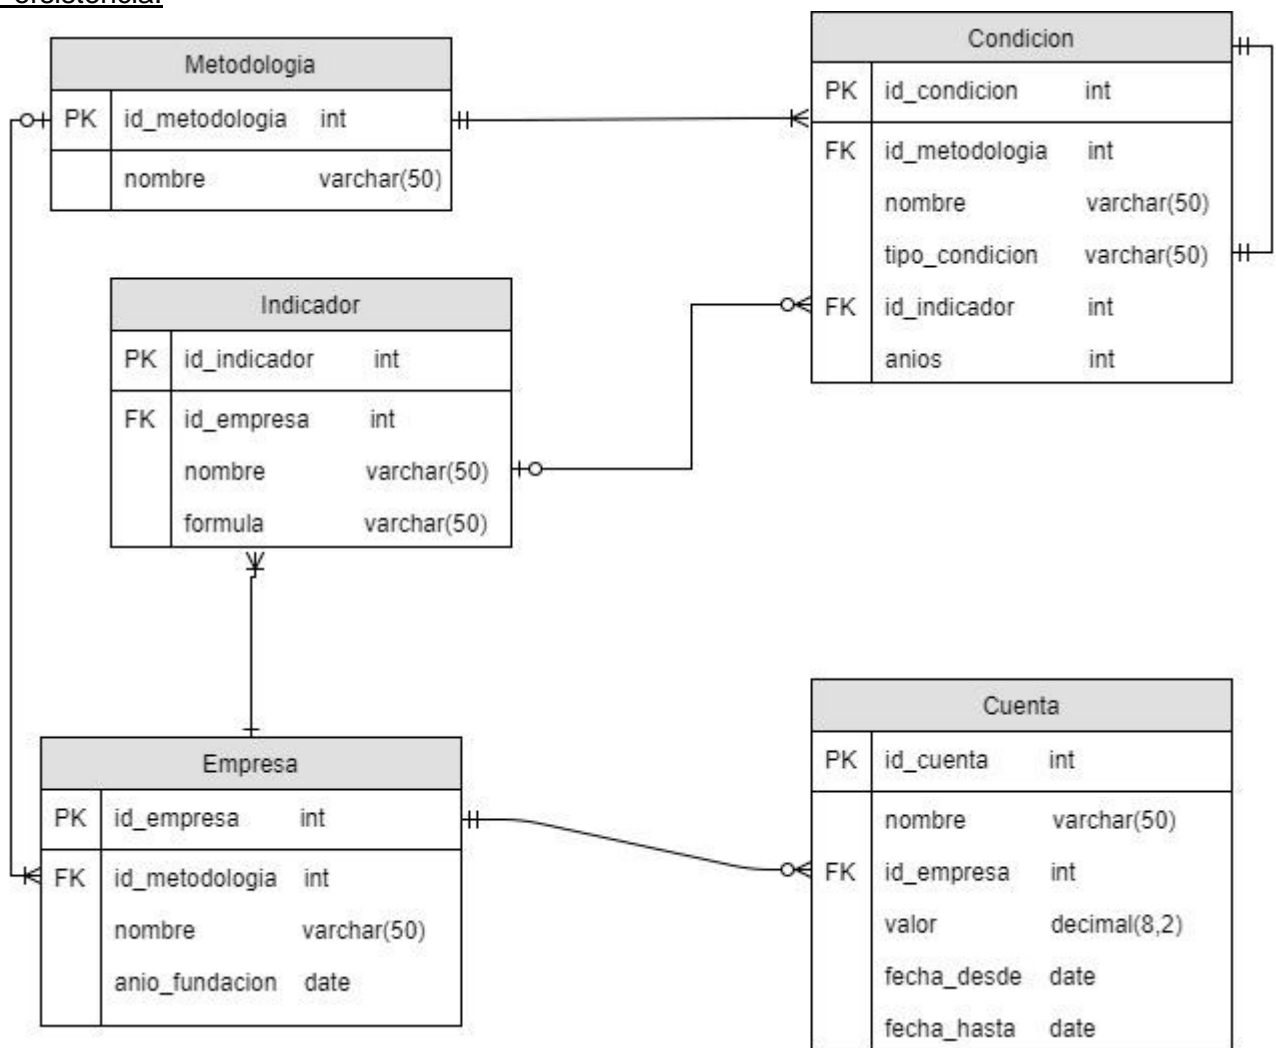 Metodologia
PK id_metodologia int
nombre varchar(50)
Condicion
PK id_condicion int
FK id_metodologia int
nombre varchar(50)
tipo_condicion varchar(50)
FK id_indicador int
anios int
Indicador
PK id_indicador int
FK id_empresa int
nombre varchar(50)
formula varchar(50)
Empresa
PK id_empresa int
FK id_metodologia int
nombre varchar(50)
anio_fundacion date
Cuenta
PK id_cuenta int
nombre varchar(50)
FK id_empresa int
valor decimal(8,2)
fecha_desde date
fecha_hasta date